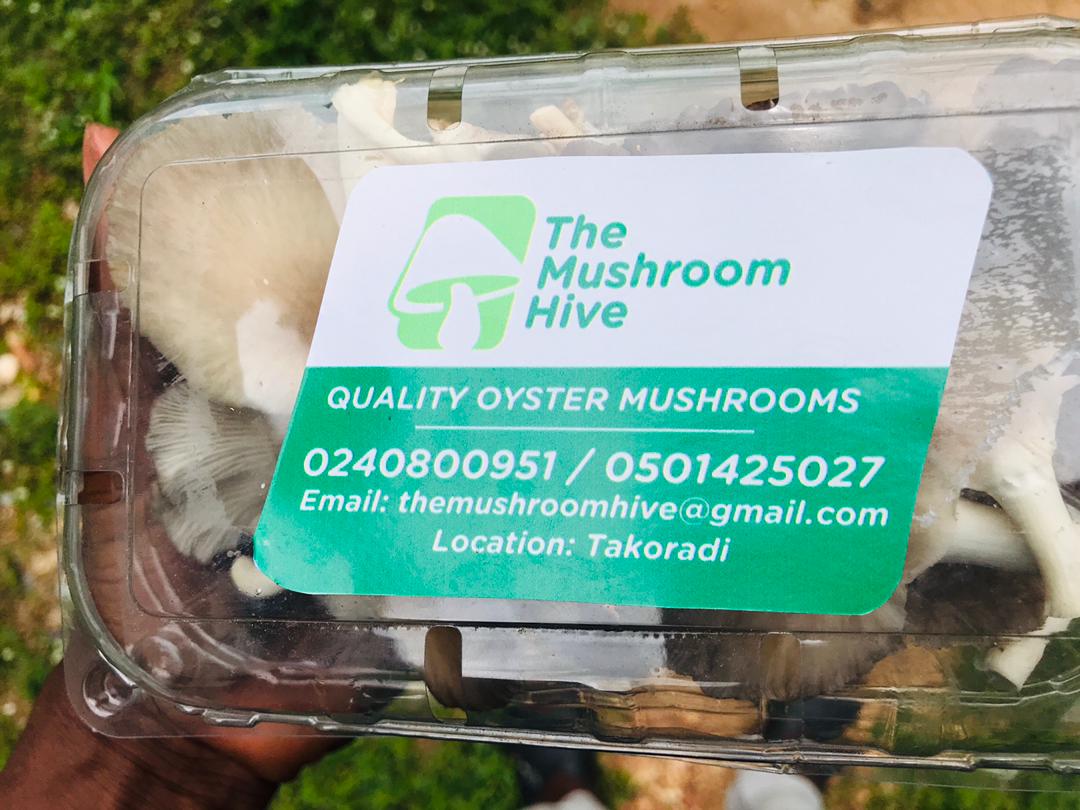 The
Mushroom
Hive
QUALITY OYSTER MUSHROOMS
0240800951 / 0501425027
Email: themushroomhive@gmail.com
Location: Takoradi